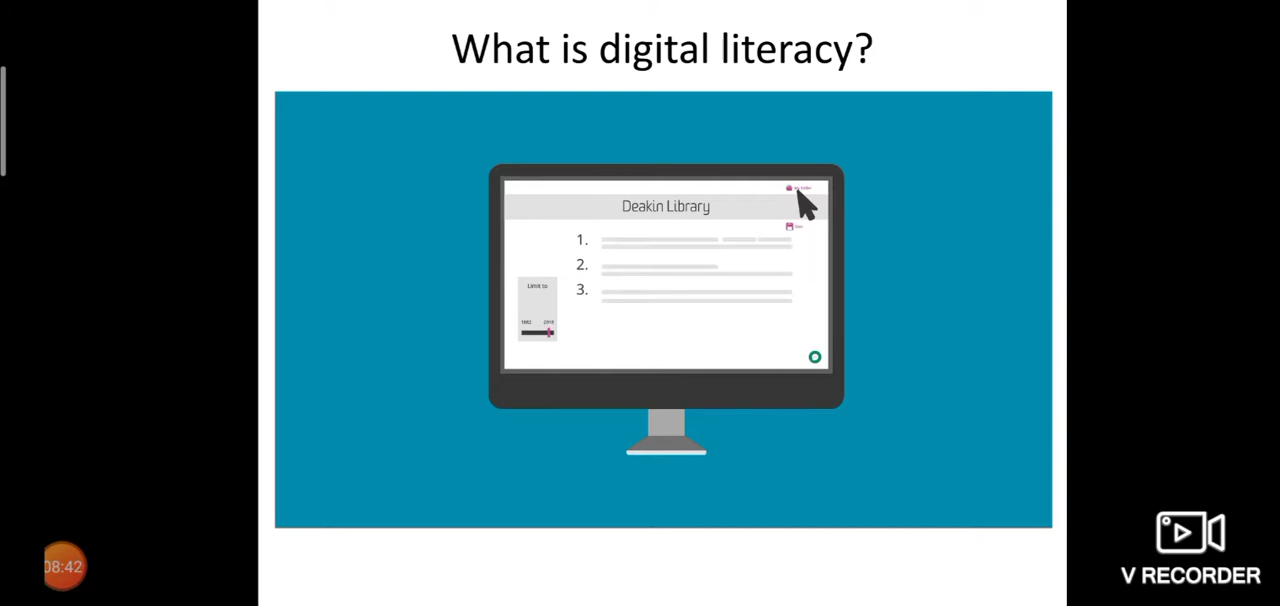 What is digital literacy?
Deakin Library
1.
2.
3.
Limit to
08:42
V RECORDER